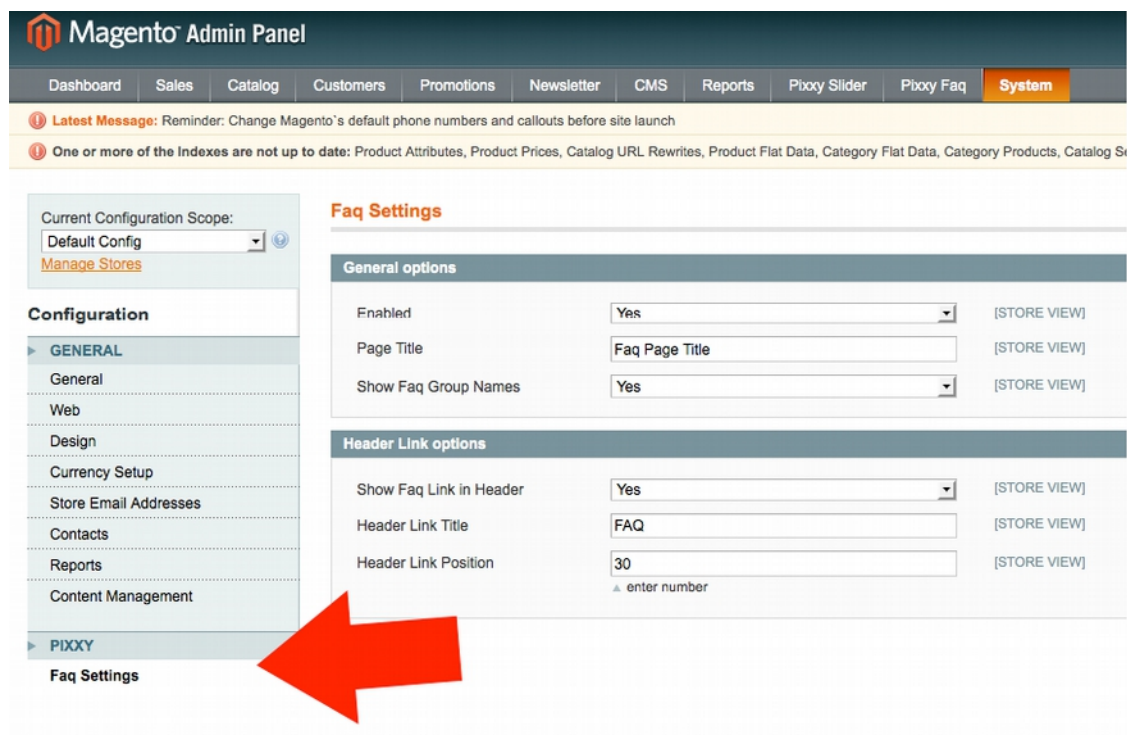 Magento™ Admin Panel
Dashboard Sales Catalog Customers Promotions Newsletter CMS Reports Pixxy Slider Pixxy Faq System
Latest Message: Reminder: Change Magento`s default phone numbers and callouts before site launch
One or more of the Indexes are not up to date: Product Attributes, Product Prices, Catalog URL Rewrites, Product Flat Data, Category Flat Data, Category Products, Catalog Se
Current Configuration Scope:
Default Config
Manage Stores
Configuration
GENERAL
General
Web
Design
Currency Setup
Store Email Addresses
Contacts
Reports
Content Management
PIXXY
Faq Settings
Faq Settings
General options
Enabled Yes [STORE VIEW]
Page Title Faq Page Title [STORE VIEW]
Show Faq Group Names Yes [STORE VIEW]
Header Link options
Show Faq Link in Header Yes [STORE VIEW]
Header Link Title FAQ [STORE VIEW]
Header Link Position 30 [STORE VIEW]
enter number